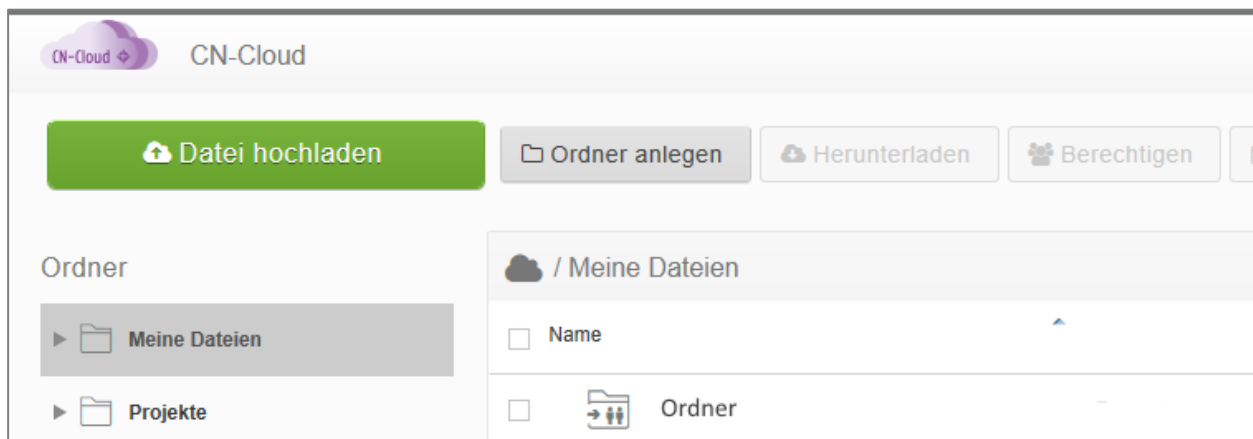 CN-Cloud CN-Cloud
Datei hochladen Ordner anlegen Herunterladen Berechtigen
Ordner / Meine Dateien
Meine Dateien Name
Projekte Ordner